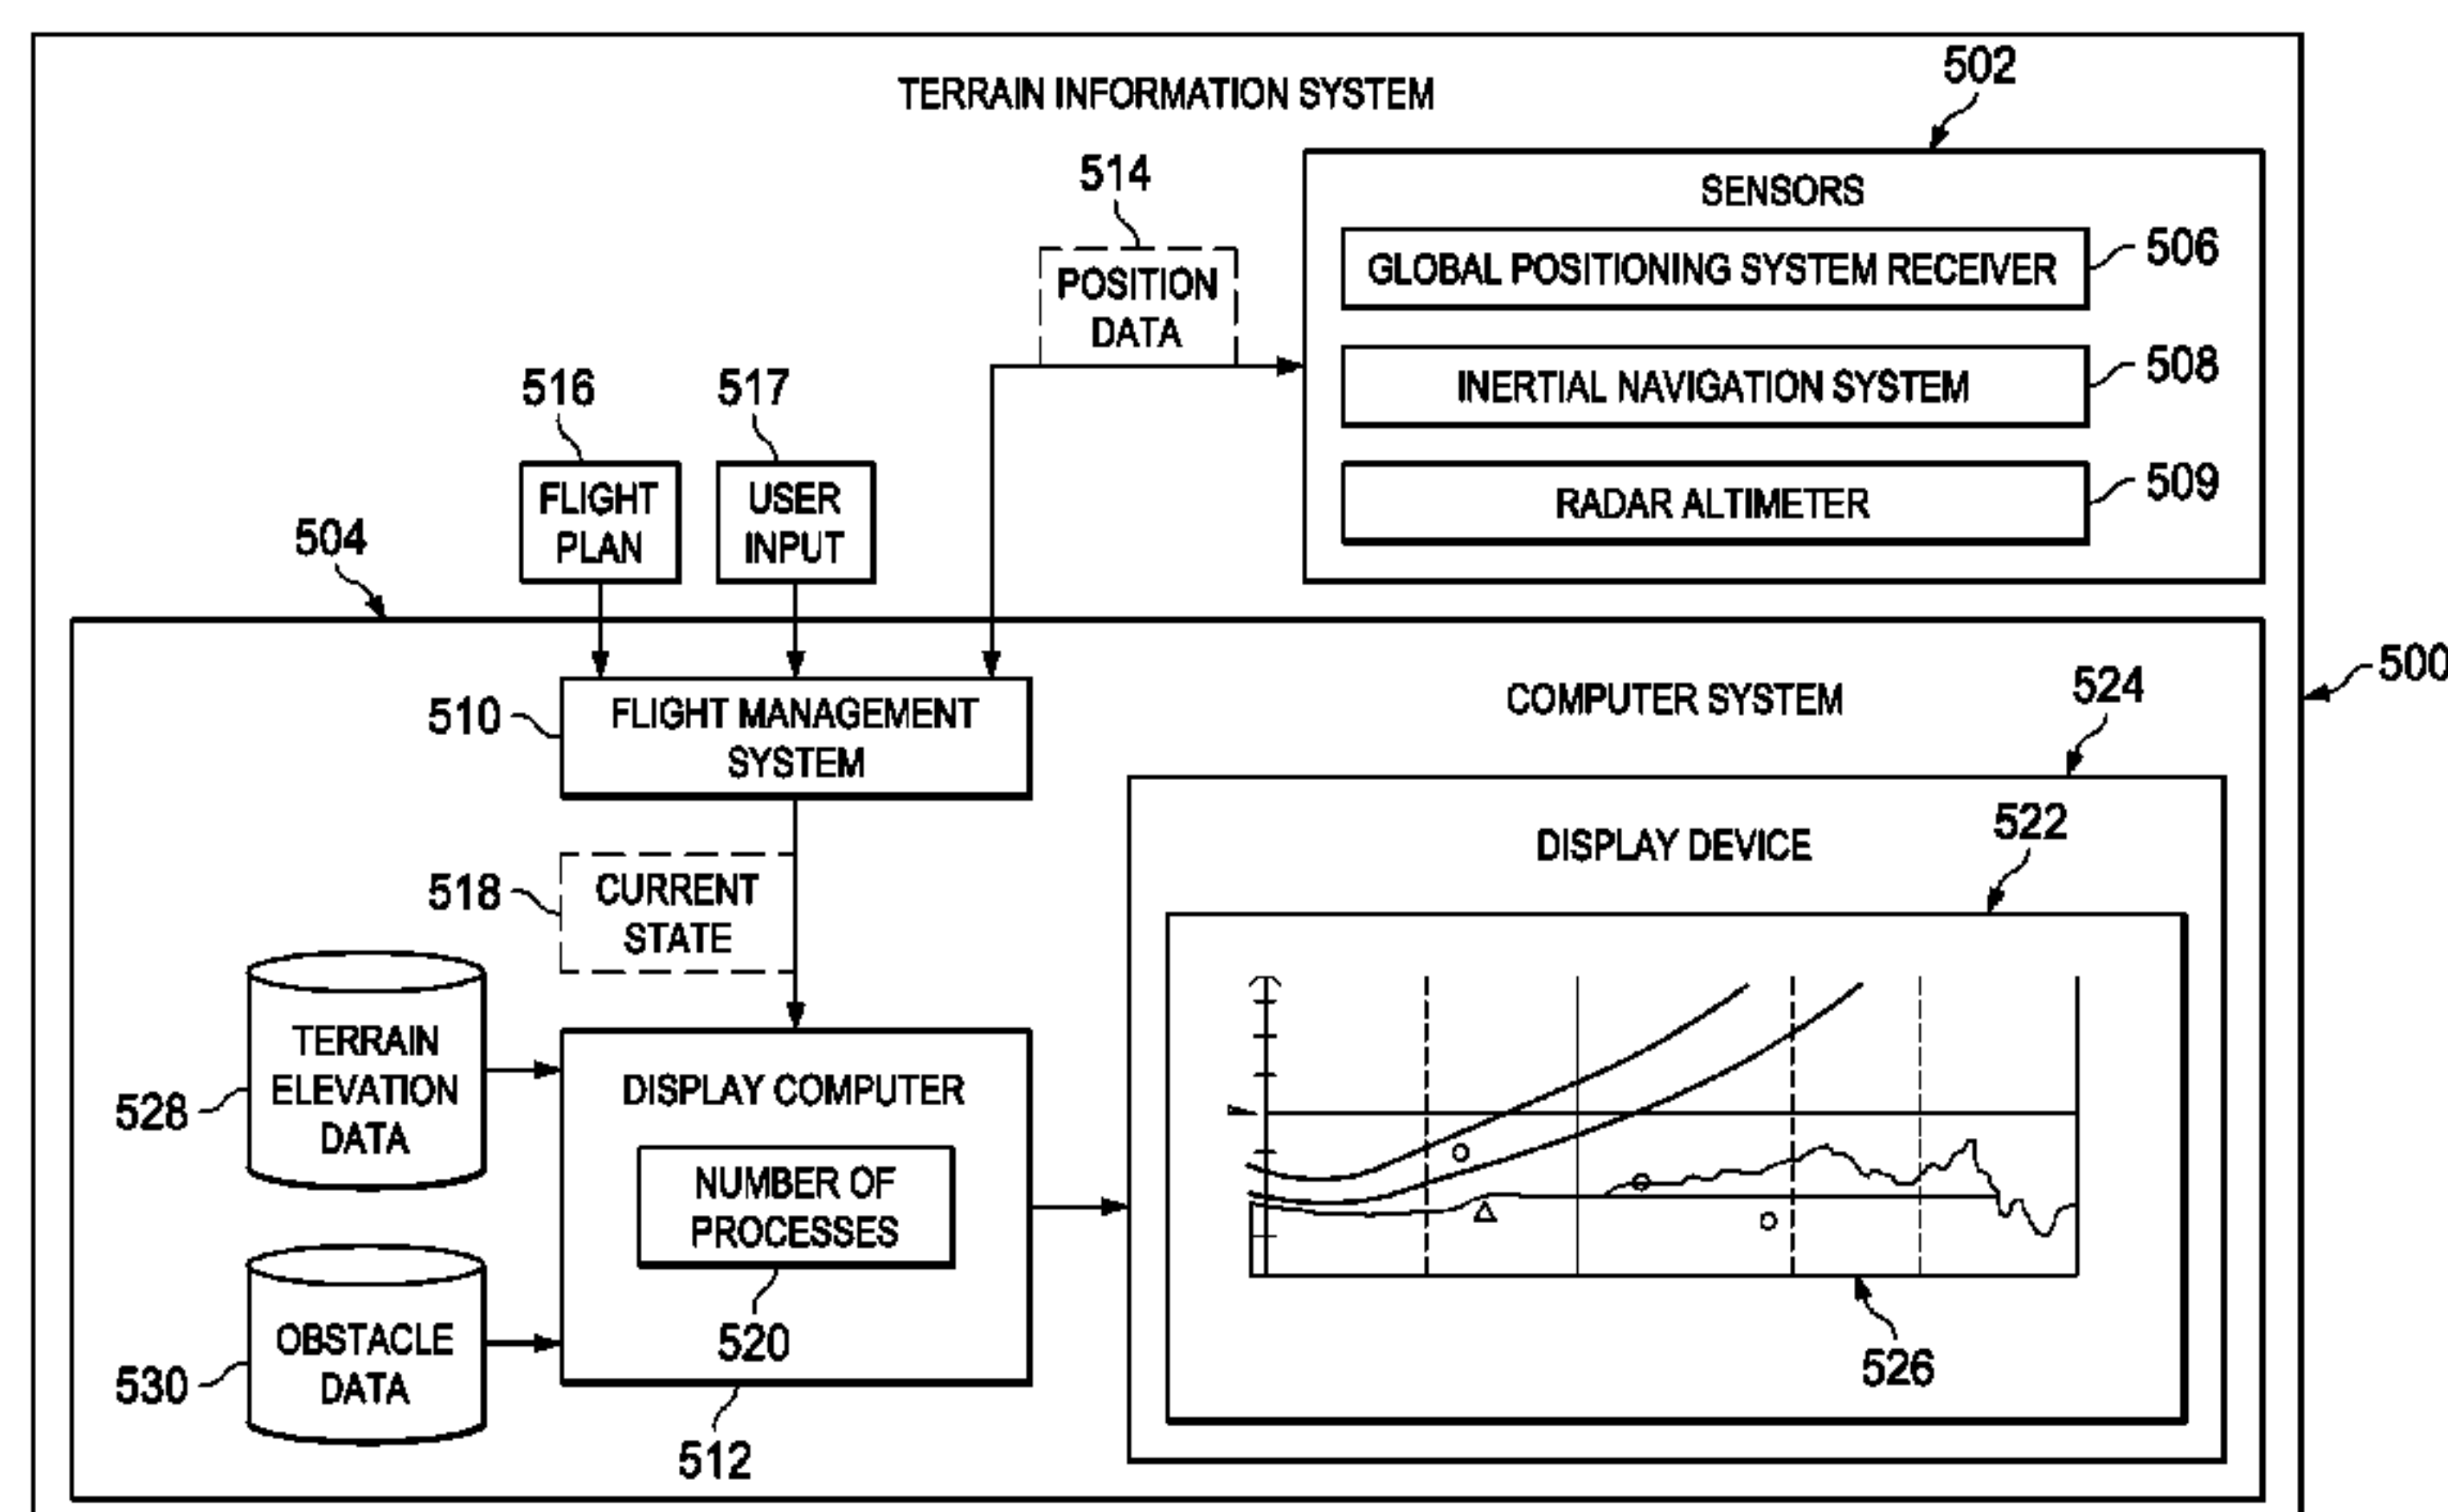 TERRAIN INFORMATION SYSTEM
502
514
SENSORS
POSITION
DATA
GLOBAL POSITIONING SYSTEM RECEIVER
506
INERTIAL NAVIGATION SYSTEM
508
RADAR ALTIMETER
509
516
517
FLIGHT
PLAN
USER
INPUT
504
500
510
FLIGHT MANAGEMENT
SYSTEM
COMPUTER SYSTEM
524
DISPLAY DEVICE
522
518
CURRENT
STATE
528
TERRAIN
ELEVATION
DATA
DISPLAY COMPUTER
NUMBER OF
PROCESSES
520
530
OBSTACLE
DATA
512
526